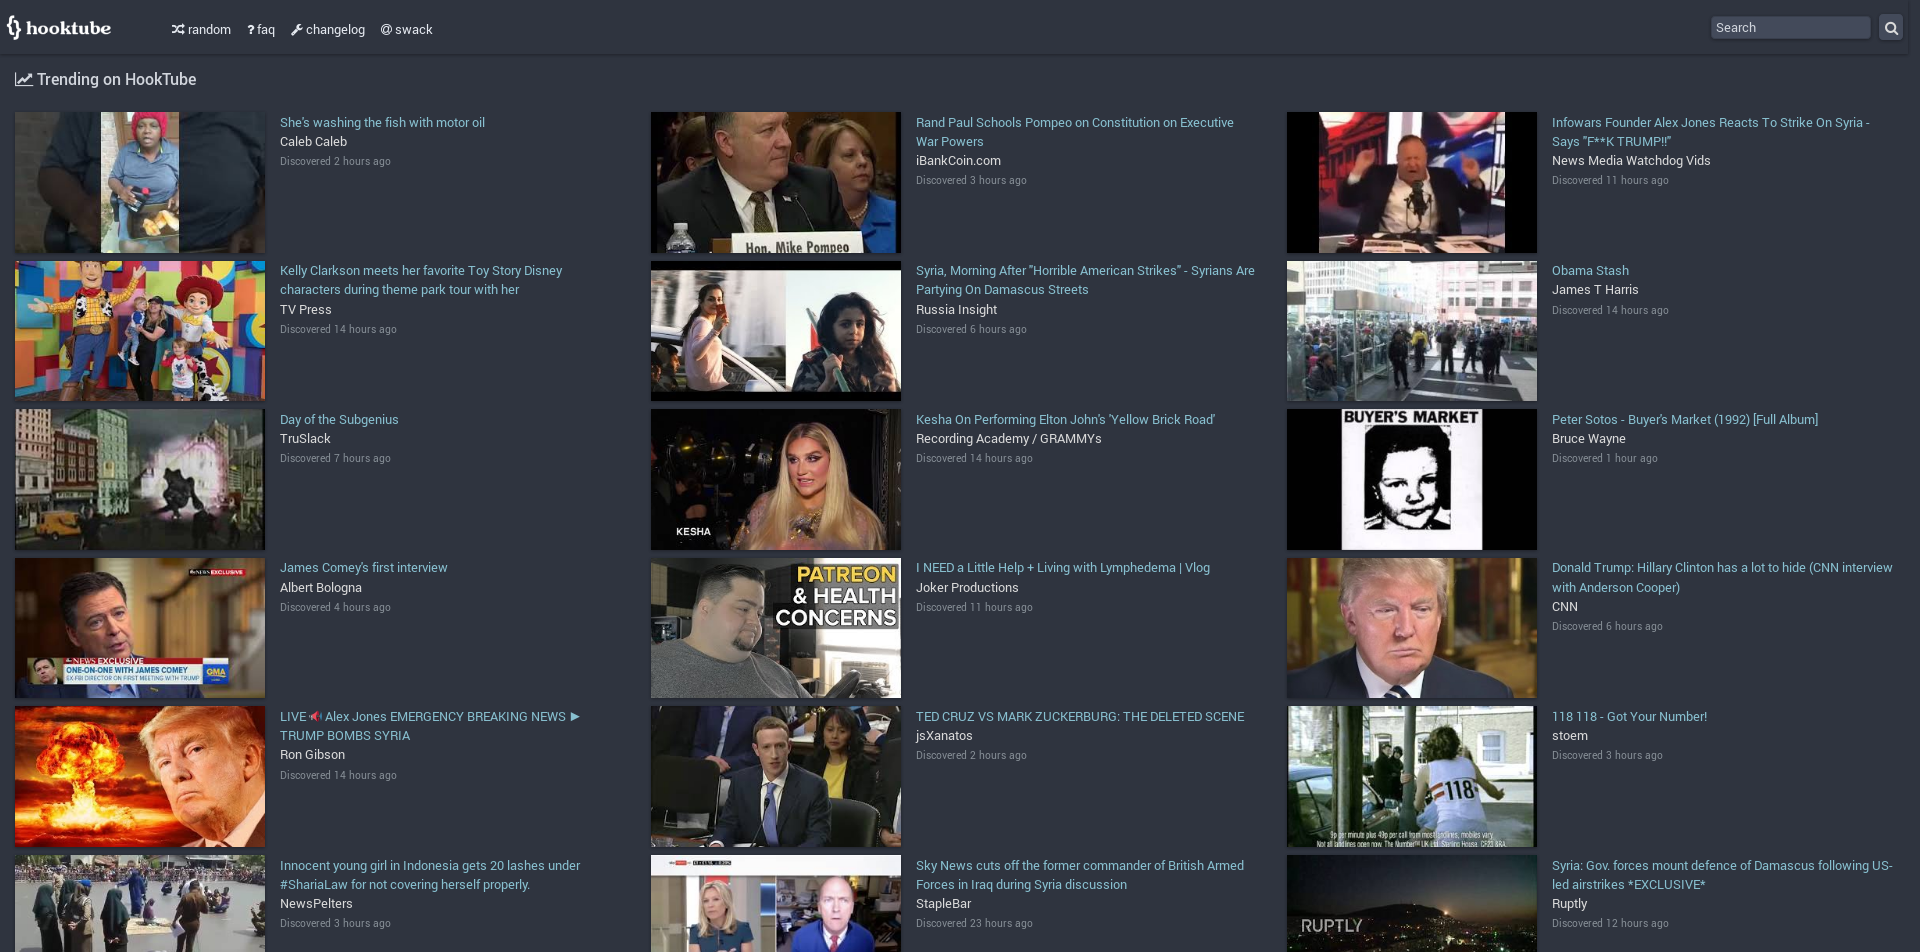 hooktube
random
? faq
changelog
swack
Search
Trending on HookTube
She's washing the fish with motor oil
Caleb Caleb
Discovered 2 hours ago
Hon. Mike Pompeo
Rand Paul Schools Pompeo on Constitution on Executive
War Powers
iBankCoin.com
Discovered 3 hours ago
Infowars Founder Alex Jones Reacts To Strike On Syria -
Says "F**K TRUMP!!"
News Media Watchdog Vids
Discovered 11 hours ago
Kelly Clarkson meets her favorite Toy Story Disney
characters during theme park tour with her
TV Press
Discovered 14 hours ago
Syria, Morning After "Horrible American Strikes" - Syrians Are
Partying On Damascus Streets
Russia Insight
Discovered 6 hours ago
Obama Stash
James T Harris
Discovered 14 hours ago
Day of the Subgenius
TruSlack
Discovered 7 hours ago
KESHA
Kesha On Performing Elton John's 'Yellow Brick Road'
Recording Academy / GRAMMYs
Discovered 14 hours ago
BUYER'S MARKET
Peter Sotos - Buyer's Market (1992) [Full Album]
Bruce Wayne
Discovered 1 hour ago
NEWS EXCLUSIVE
NEWS EXCLUSIVE
ONE-ON-ONE WITH JAMES COMEY
EX-FBI DIRECTOR ON FIRST MEETING WITH TRUMP
GMA
James Comey's first interview
Albert Bologna
Discovered 4 hours ago
PATREON
& HEALTH
CONCERNS
I NEED a Little Help + Living with Lymphedema | Vlog
Joker Productions
Discovered 11 hours ago
Donald Trump: Hillary Clinton has a lot to hide (CNN interview
with Anderson Cooper)
CNN
Discovered 6 hours ago
LIVE 📢 Alex Jones EMERGENCY BREAKING NEWS ►
TRUMP BOMBS SYRIA
Ron Gibson
Discovered 14 hours ago
TED CRUZ VS MARK ZUCKERBURG: THE DELETED SCENE
jsXanatos
Discovered 2 hours ago
118
9p per minute plus 49p per call from most landlines, mobiles vary.
118 118 - Got Your Number!
stoem
Discovered 3 hours ago
Innocent young girl in Indonesia gets 20 lashes under
#ShariaLaw for not covering herself properly.
NewsPelters
Discovered 3 hours ago
Sky News cuts off the former commander of British Armed
Forces in Iraq during Syria discussion
StapleBar
Discovered 23 hours ago
RUPTLY
Syria: Gov. forces mount defence of Damascus following US-
led airstrikes *EXCLUSIVE*
Ruptly
Discovered 12 hours ago